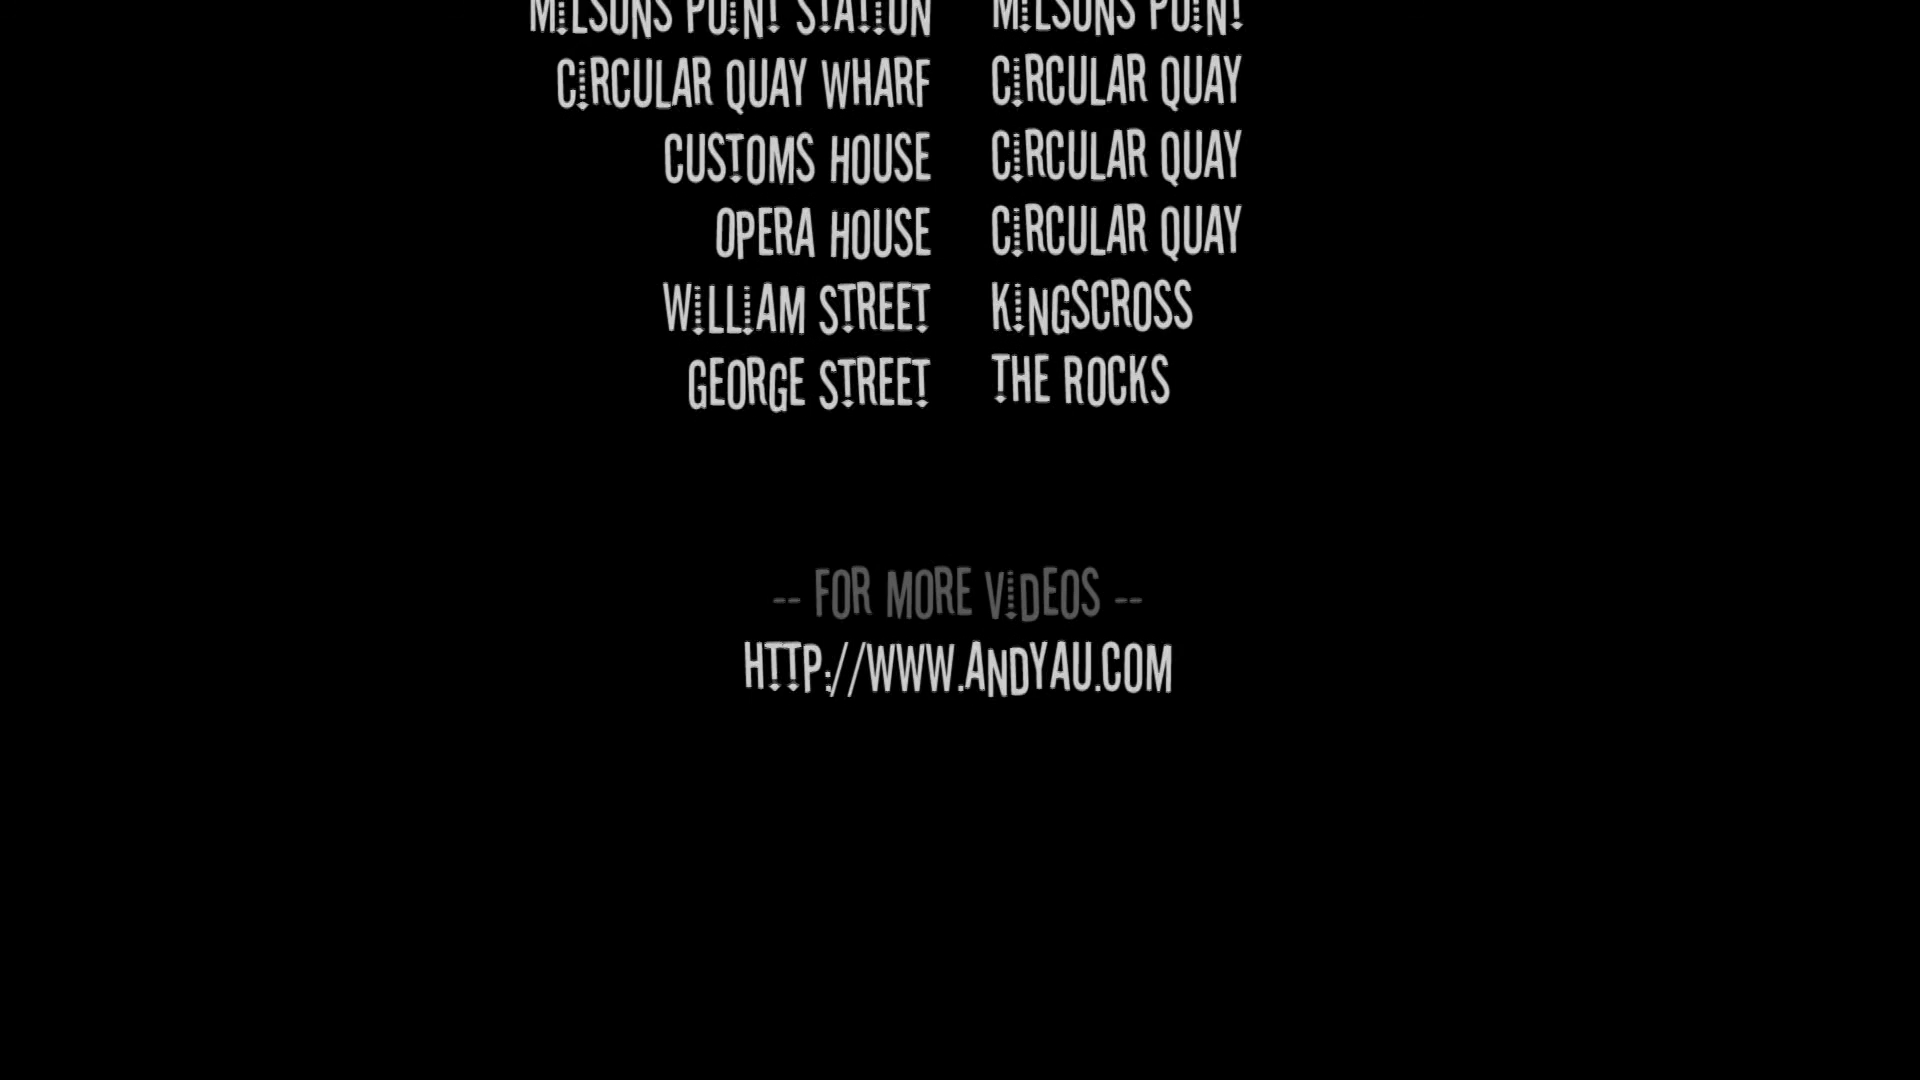 MILSONS POINT STATION MILSONS POINT
CIRCULAR QUAY WHARF CIRCULAR QUAY
CUSTOMS HOUSE CIRCULAR QUAY
OPERA HOUSE CIRCULAR QUAY
WILLIAM STREET KINGSCROSS
GEORGE STREET THE ROCKS
-- FOR MORE VIDEOS --
HTTP://WWW.ANDYAU.COM